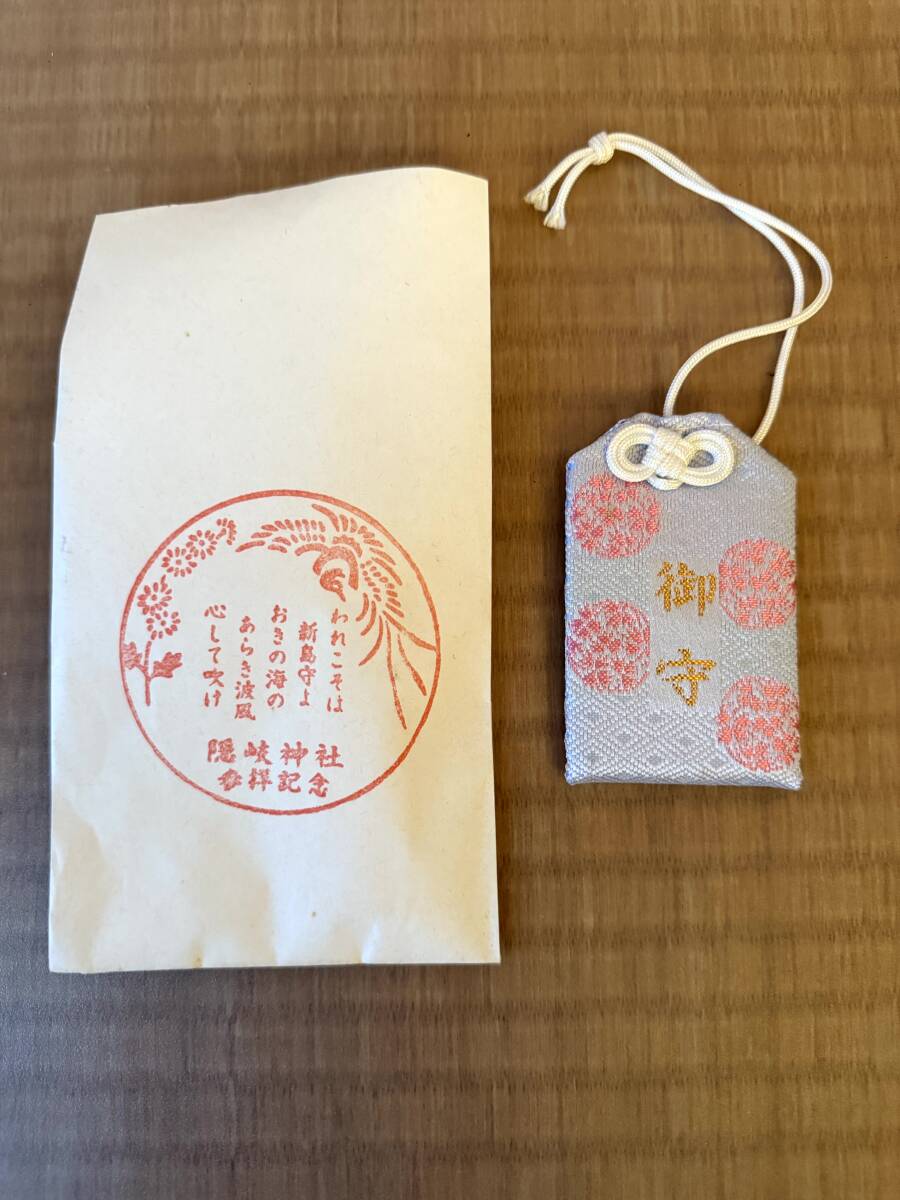 われこそは
新島守よ
おきの海の
あらき波風
心して吹け
隠岐神社
参拝記念
御守